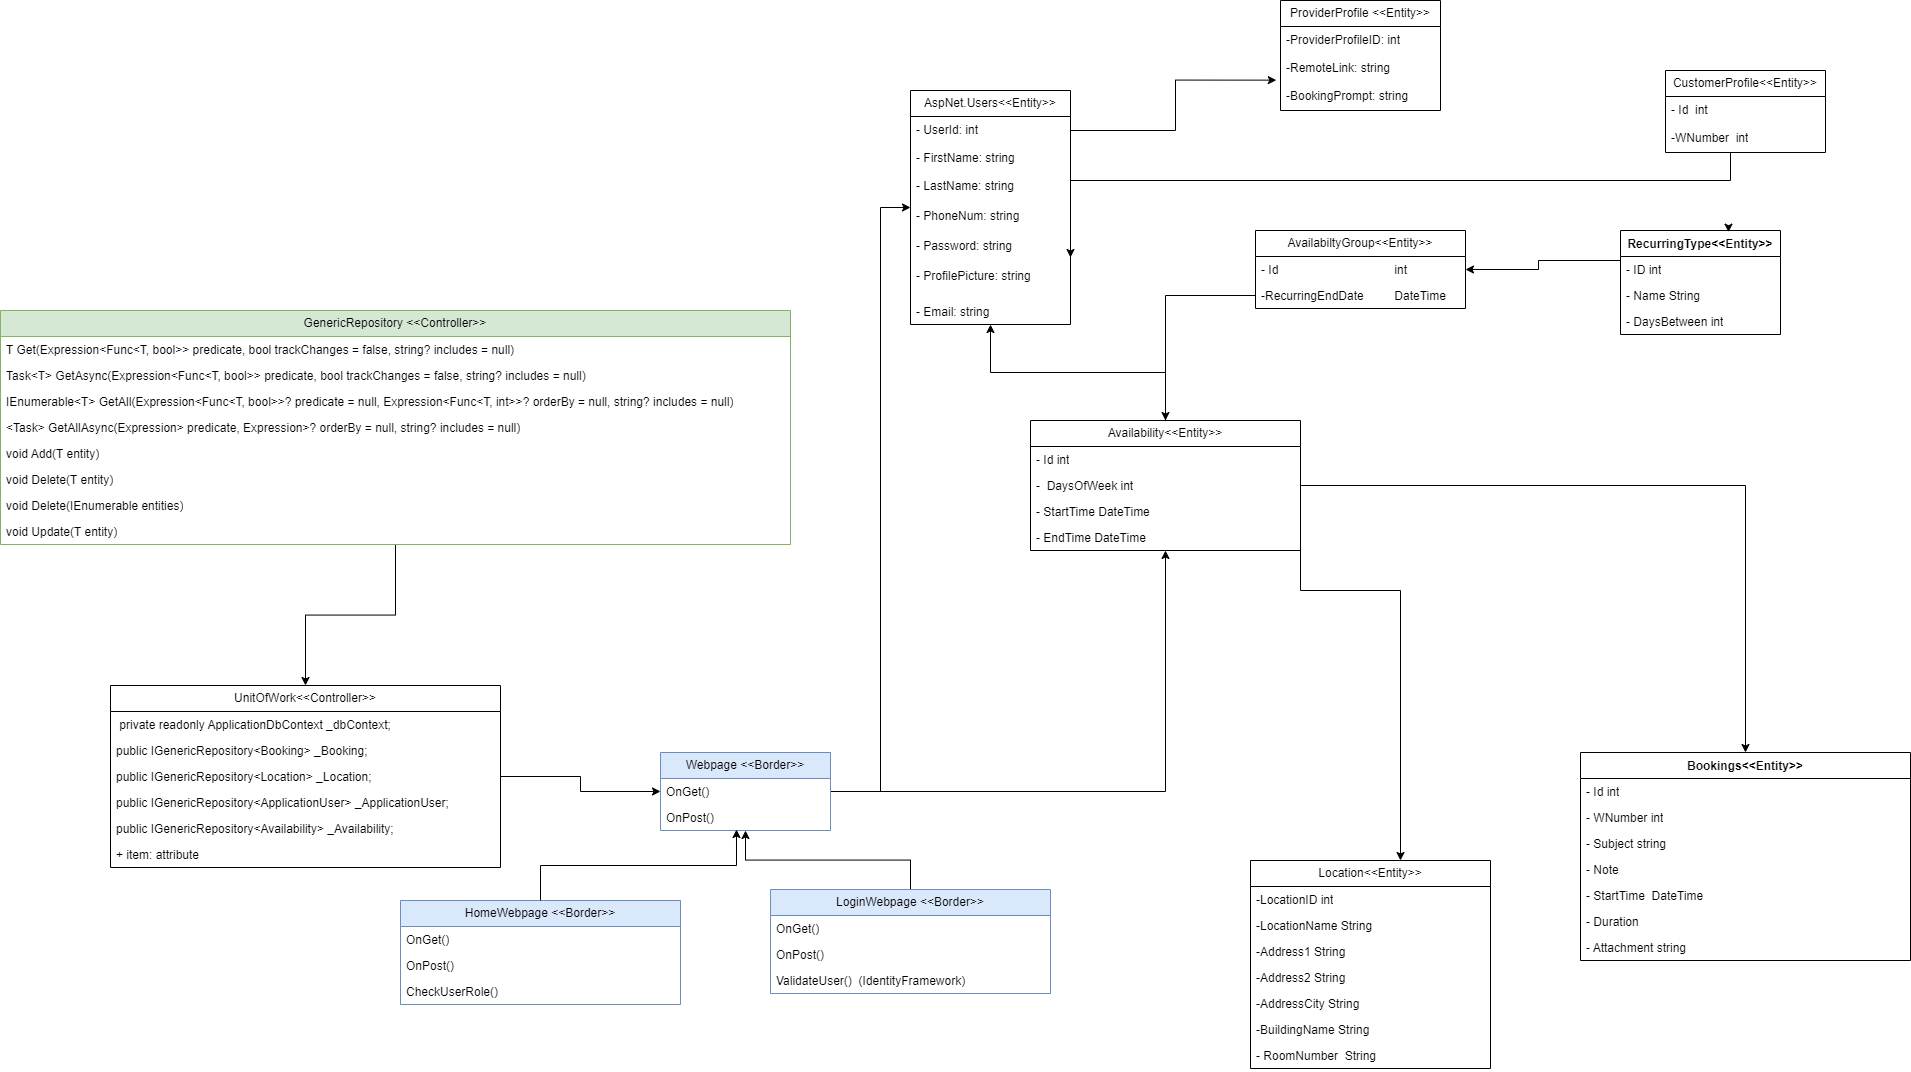 ProviderProfile <<Entity>>
-ProviderProfileID: int
-RemoteLink: string
-BookingPrompt: string
CustomerProfile<<Entity>>
- Id  int
-WNumber  int
AspNet.Users<<Entity>>
- UserId: int
- FirstName: string
- LastName: string
- PhoneNum: string
- Password: string
- ProfilePicture: string
- Email: string
AvailabiltyGroup<<Entity>>
- Id int
-RecurringEndDate DateTime
RecurringType<<Entity>>
- ID int
- Name String
- DaysBetween int
GenericRepository <<Controller>>
T Get(Expression<Func<T, bool>> predicate, bool trackChanges = false, string? includes = null)
Task<T> GetAsync(Expression<Func<T, bool>> predicate, bool trackChanges = false, string? includes = null)
IEnumerable<T> GetAll(Expression<Func<T, bool>>? predicate = null, Expression<Func<T, int>>? orderBy = null, string? includes = null)
<Task> GetAllAsync(Expression> predicate, Expression>? orderBy = null, string? includes = null)
void Add(T entity)
void Delete(T entity)
void Delete(IEnumerable entities)
void Update(T entity)
Availability<<Entity>>
- Id int
-  DaysOfWeek int
- StartTime DateTime
- EndTime DateTime
UnitOfWork<<Controller>>
private readonly ApplicationDbContext _dbContext;
public IGenericRepository<Booking> _Booking;
public IGenericRepository<Location> _Location;
public IGenericRepository<ApplicationUser> _ApplicationUser;
public IGenericRepository<Availability> _Availability;
+ item: attribute
Webpage <<Border>>
OnGet()
OnPost()
HomeWebpage <<Border>>
OnGet()
OnPost()
CheckUserRole()
LoginWebpage <<Border>>
OnGet()
OnPost()
ValidateUser()  (IdentityFramework)
Location<<Entity>>
-LocationID int
-LocationName String
-Address1 String
-Address2 String
-AddressCity String
-BuildingName String
- RoomNumber  String
Bookings<<Entity>>
- Id int
- WNumber int
- Subject string
- Note
- StartTime  DateTime
- Duration
- Attachment string